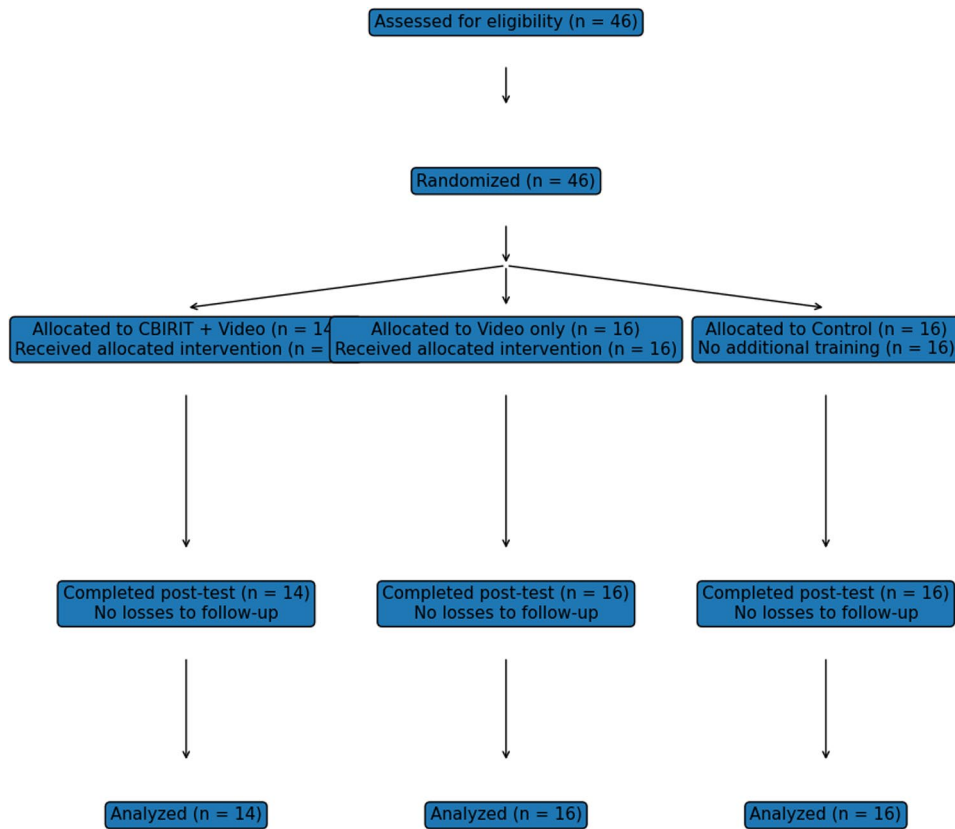 Assessed for eligibility (n = 46)
Randomized (n = 46)
Allocated to CBIRIT + Video (n = 14
Received allocated intervention (n =
Allocated to Video only (n = 16)
Received allocated intervention (n = 16)
Allocated to Control (n = 16)
No additional training (n = 16)
Completed post-test (n = 14)
No losses to follow-up
Completed post-test (n = 16)
No losses to follow-up
Completed post-test (n = 16)
No losses to follow-up
Analyzed (n = 14)
Analyzed (n = 16)
Analyzed (n = 16)